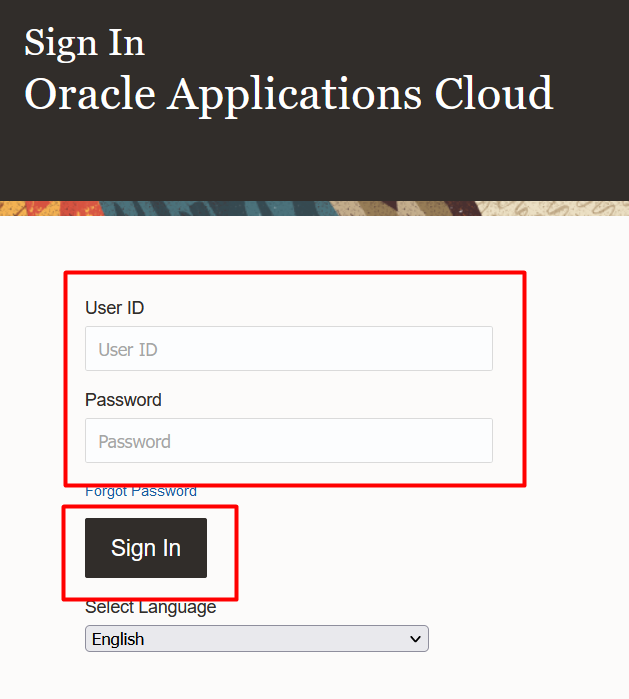 Sign In
Oracle Applications Cloud
User ID
User ID
Password
Password
Forgot Password
Sign In
Select Language
English